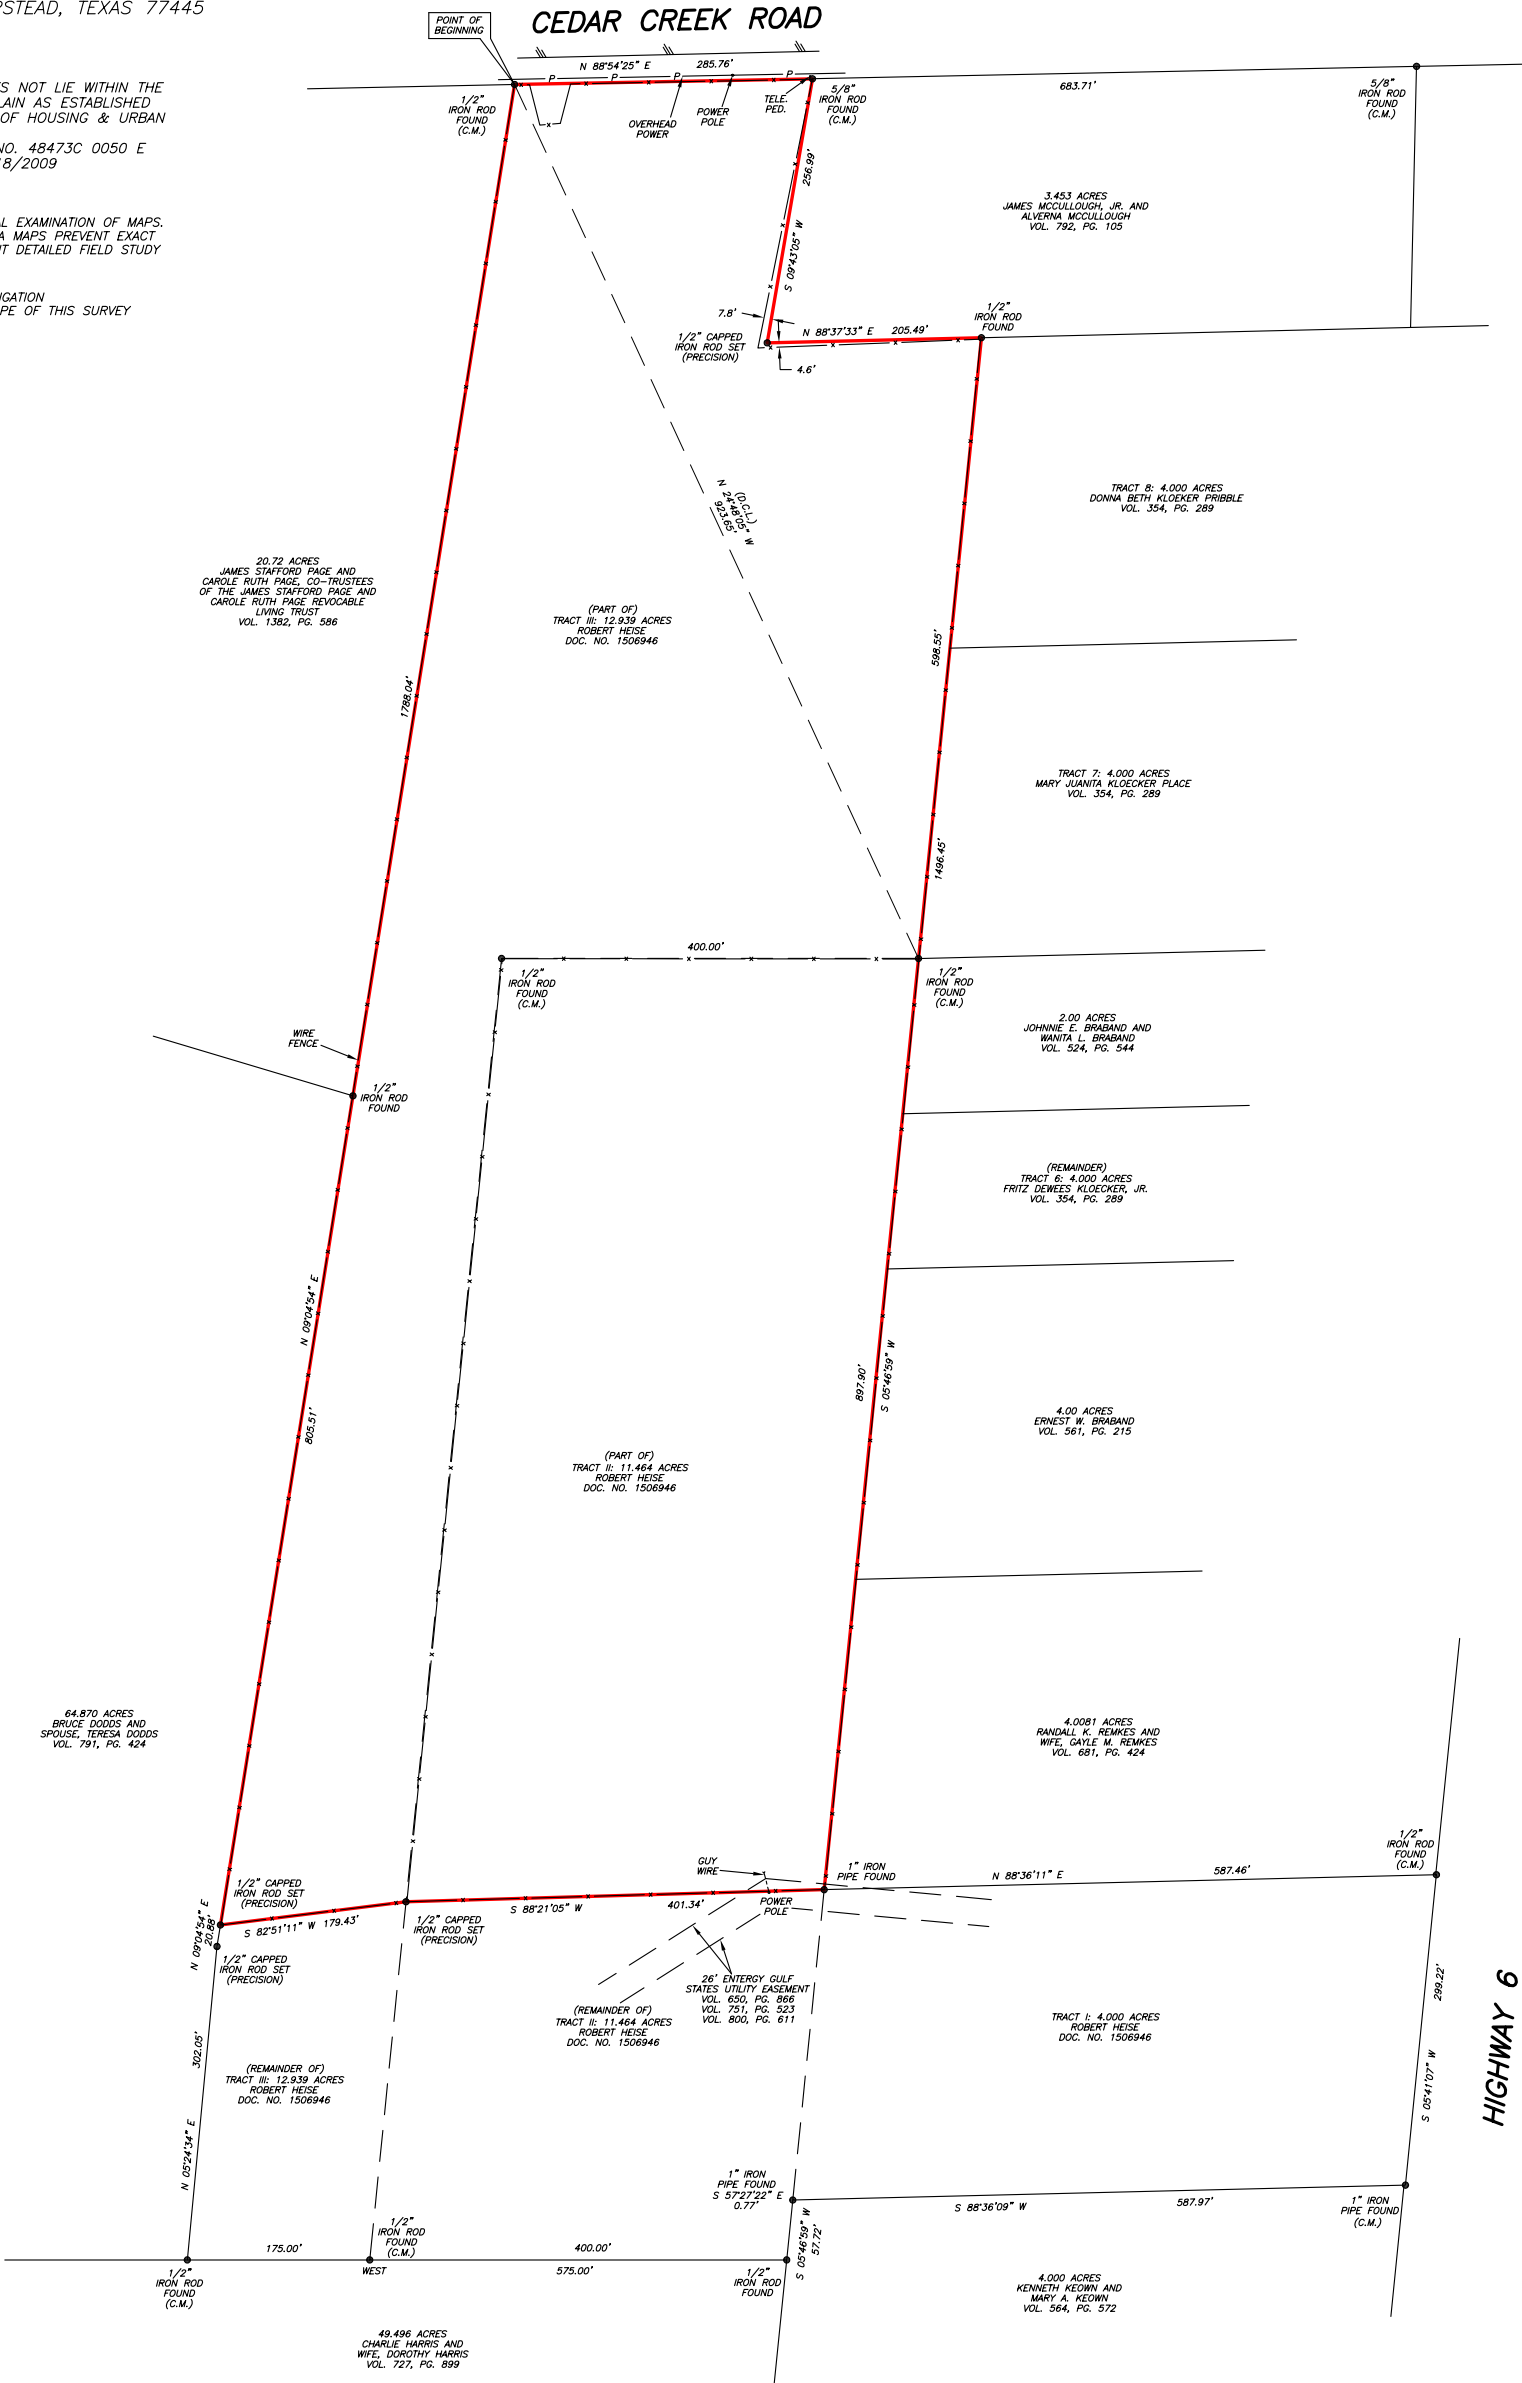 RSTEAD, TEXAS 77445
POINT OF
BEGINNING
CEDAR CREEK ROAD
N 88°54'25" E 285.76'
P P P P
683.71'
S NOT LIE WITHIN THE
AIN AS ESTABLISHED
OF HOUSING & URBAN
NO. 48473C 0050 E
18/2009
1/2"
IRON ROD
FOUND
(C.M.)
OVERHEAD
POWER
POWER
POLE
TELE.
PED.
5/8"
IRON ROD
FOUND
(C.M.)
5/8"
IRON ROD
FOUND
(C.M.)
256.99'
S 09°43'05" W
3.453 ACRES
JAMES MCCULLOUGH, JR. AND
ALVERNA MCCULLOUGH
VOL. 792, PG. 105
L EXAMINATION OF MAPS.
A MAPS PREVENT EXACT
T DETAILED FIELD STUDY
IGATION
PE OF THIS SURVEY
7.8'
1/2" CAPPED
IRON ROD SET
(PRECISION)
N 88°37'33" E 205.49'
1/2"
IRON ROD
FOUND
4.6'
(D.C.L.)
N 24°48'05" W
923.65'
TRACT 8: 4.000 ACRES
DONNA BETH KLOEKER PRIBBLE
VOL. 354, PG. 289
20.72 ACRES
JAMES STAFFORD PAGE AND
CAROLE RUTH PAGE, CO-TRUSTEES
OF THE JAMES STAFFORD PAGE AND
CAROLE RUTH PAGE REVOCABLE
LIVING TRUST
VOL. 1382, PG. 586
(PART OF)
TRACT III: 12.939 ACRES
ROBERT HEISE
DOC. NO. 1506946
598.55'
1788.04'
TRACT 7: 4.000 ACRES
MARY JUANITA KLOECKER PLACE
VOL. 354, PG. 289
1496.45'
400.00'
1/2"
IRON ROD
FOUND
(C.M.)
1/2"
IRON ROD
FOUND
(C.M.)
2.00 ACRES
JOHNNIE E. BRABAND AND
WANITA L. BRABAND
VOL. 524, PG. 544
WIRE
FENCE
1/2"
IRON ROD
FOUND
(REMAINDER)
TRACT 6: 4.000 ACRES
FRITZ DEWEES KLOECKER, JR.
VOL. 354, PG. 289
N 09°04'54" E
805.51'
897.90'
S 05°46'59" W
4.00 ACRES
ERNEST W. BRABAND
VOL. 561, PG. 215
(PART OF)
TRACT II: 11.464 ACRES
ROBERT HEISE
DOC. NO. 1506946
64.870 ACRES
BRUCE DODDS AND
SPOUSE, TERESA DODDS
VOL. 791, PG. 424
4.0081 ACRES
RANDALL K. REMKES AND
WIFE, GAYLE M. REMKES
VOL. 681, PG. 424
1/2"
IRON ROD
FOUND
(C.M.)
GUY
WIRE
1" IRON
PIPE FOUND
N 88°36'11" E 587.46'
1/2" CAPPED
IRON ROD SET
(PRECISION)
N 09°04'54" E
20.88'
S 82°51'11" W 179.43'
1/2" CAPPED
IRON ROD SET
(PRECISION)
S 88°21'05" W 401.34'
POWER
POLE
1/2" CAPPED
IRON ROD SET
(PRECISION)
26' ENTERGY GULF
STATES UTILITY EASEMENT
VOL. 650, PG. 866
VOL. 751, PG. 523
VOL. 800, PG. 611
299.22'
HIGHWAY 6
(REMAINDER OF)
TRACT II: 11.464 ACRES
ROBERT HEISE
DOC. NO. 1506946
TRACT I: 4.000 ACRES
ROBERT HEISE
DOC. NO. 1506946
302.05'
(REMAINDER OF)
TRACT III: 12.939 ACRES
ROBERT HEISE
DOC. NO. 1506946
S 05°41'07" W
N 05°24'34" E
1" IRON
PIPE FOUND
S 57°27'22" E
0.77'
S 88°36'09" W 587.97'
1" IRON
PIPE FOUND
(C.M.)
S 05°46'59" W
57.72'
1/2"
IRON ROD
FOUND
(C.M.)
175.00'
400.00'
WEST
575.00'
1/2"
IRON ROD
FOUND
(C.M.)
1/2"
IRON ROD
FOUND
4.000 ACRES
KENNETH KEOWN AND
MARY A. KEOWN
VOL. 564, PG. 572
49.496 ACRES
CHARLIE HARRIS AND
WIFE, DOROTHY HARRIS
VOL. 727, PG. 899